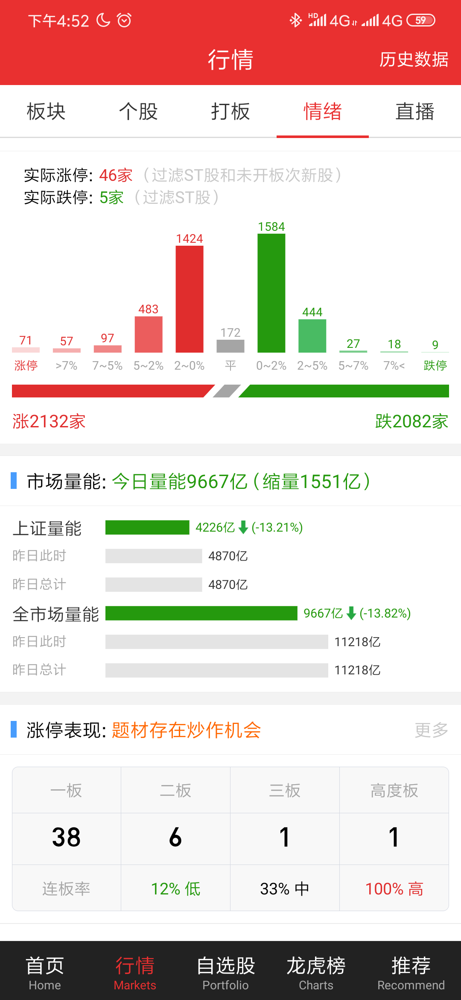 下午4:52 HD 4G 4G 59
行情 历史数据
板块 个股 打板 情绪 直播
实际涨停: 46家（过滤ST股和未开板次新股）
实际跌停: 5家（过滤ST股）
71 57 97 483 1424 172 1584 444 27 18 9
涨停 >7% 7~5% 5~2% 2~0% 平 0~2% 2~5% 5~7% 7%< 跌停
涨2132家 跌2082家
市场量能: 今日量能9667亿（缩量1551亿）
上证量能 4226亿 (-13.21%)
昨日此时 4870亿
昨日总计 4870亿
全市场量能 9667亿 (-13.82%)
昨日此时 11218亿
昨日总计 11218亿
涨停表现: 题材存在炒作机会 更多
一板 二板 三板 高度板
38 6 1 1
连板率 12% 低 33% 中 100% 高
首页 行情 自选股 龙虎榜 推荐
Home Markets Portfolio Charts Recommend